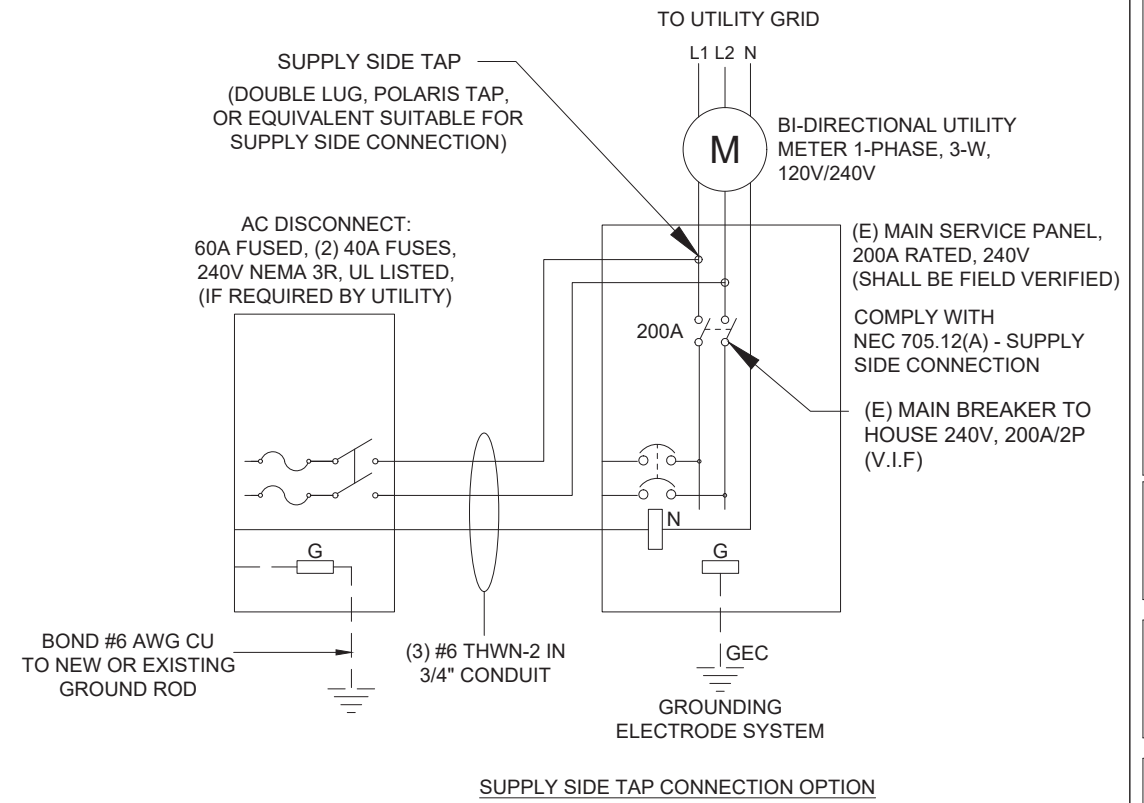 TO UTILITY GRID
L1 L2 N
SUPPLY SIDE TAP
(DOUBLE LUG, POLARIS TAP,
OR EQUIVALENT SUITABLE FOR
SUPPLY SIDE CONNECTION)
M
BI-DIRECTIONAL UTILITY
METER 1-PHASE, 3-W,
120V/240V
AC DISCONNECT:
60A FUSED, (2) 40A FUSES,
240V NEMA 3R, UL LISTED,
(IF REQUIRED BY UTILITY)
(E) MAIN SERVICE PANEL,
200A RATED, 240V
(SHALL BE FIELD VERIFIED)
COMPLY WITH
NEC 705.12(A) - SUPPLY
SIDE CONNECTION
200A
(E) MAIN BREAKER TO
HOUSE 240V, 200A/2P
(V.I.F)
N
G
G
BOND #6 AWG CU
TO NEW OR EXISTING
GROUND ROD
(3) #6 THWN-2 IN
3/4" CONDUIT
GEC
GROUNDING
ELECTRODE SYSTEM
SUPPLY SIDE TAP CONNECTION OPTION